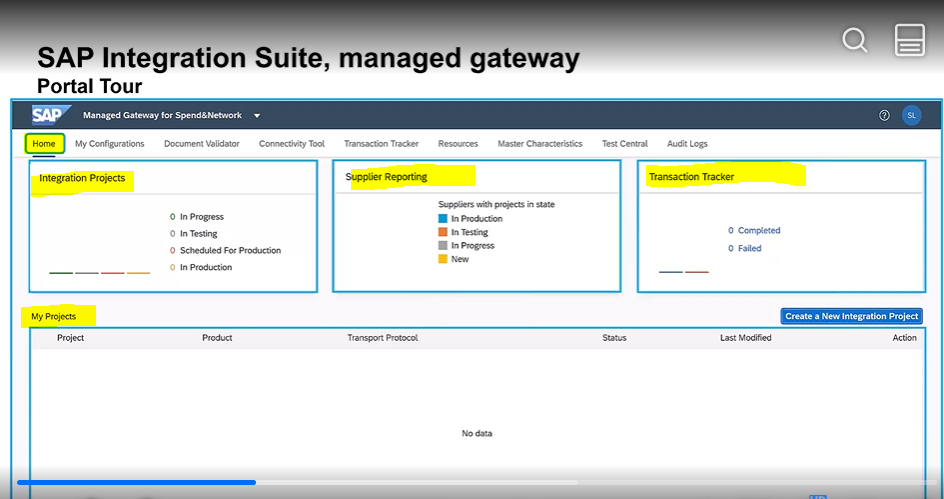 SAP Integration Suite, managed gateway
Portal Tour
SAP Managed Gateway for Spend&Network SL
Home My Configurations Document Validator Connectivity Tool Transaction Tracker Resources Master Characteristics Test Central Audit Logs
Integration Projects
0 In Progress
0 In Testing
0 Scheduled For Production
0 In Production
Supplier Reporting
Suppliers with projects in state
In Production
In Testing
In Progress
New
Transaction Tracker
0 Completed
0 Failed
My Projects
Create a New Integration Project
Project Product Transport Protocol Status Last Modified Action
No data